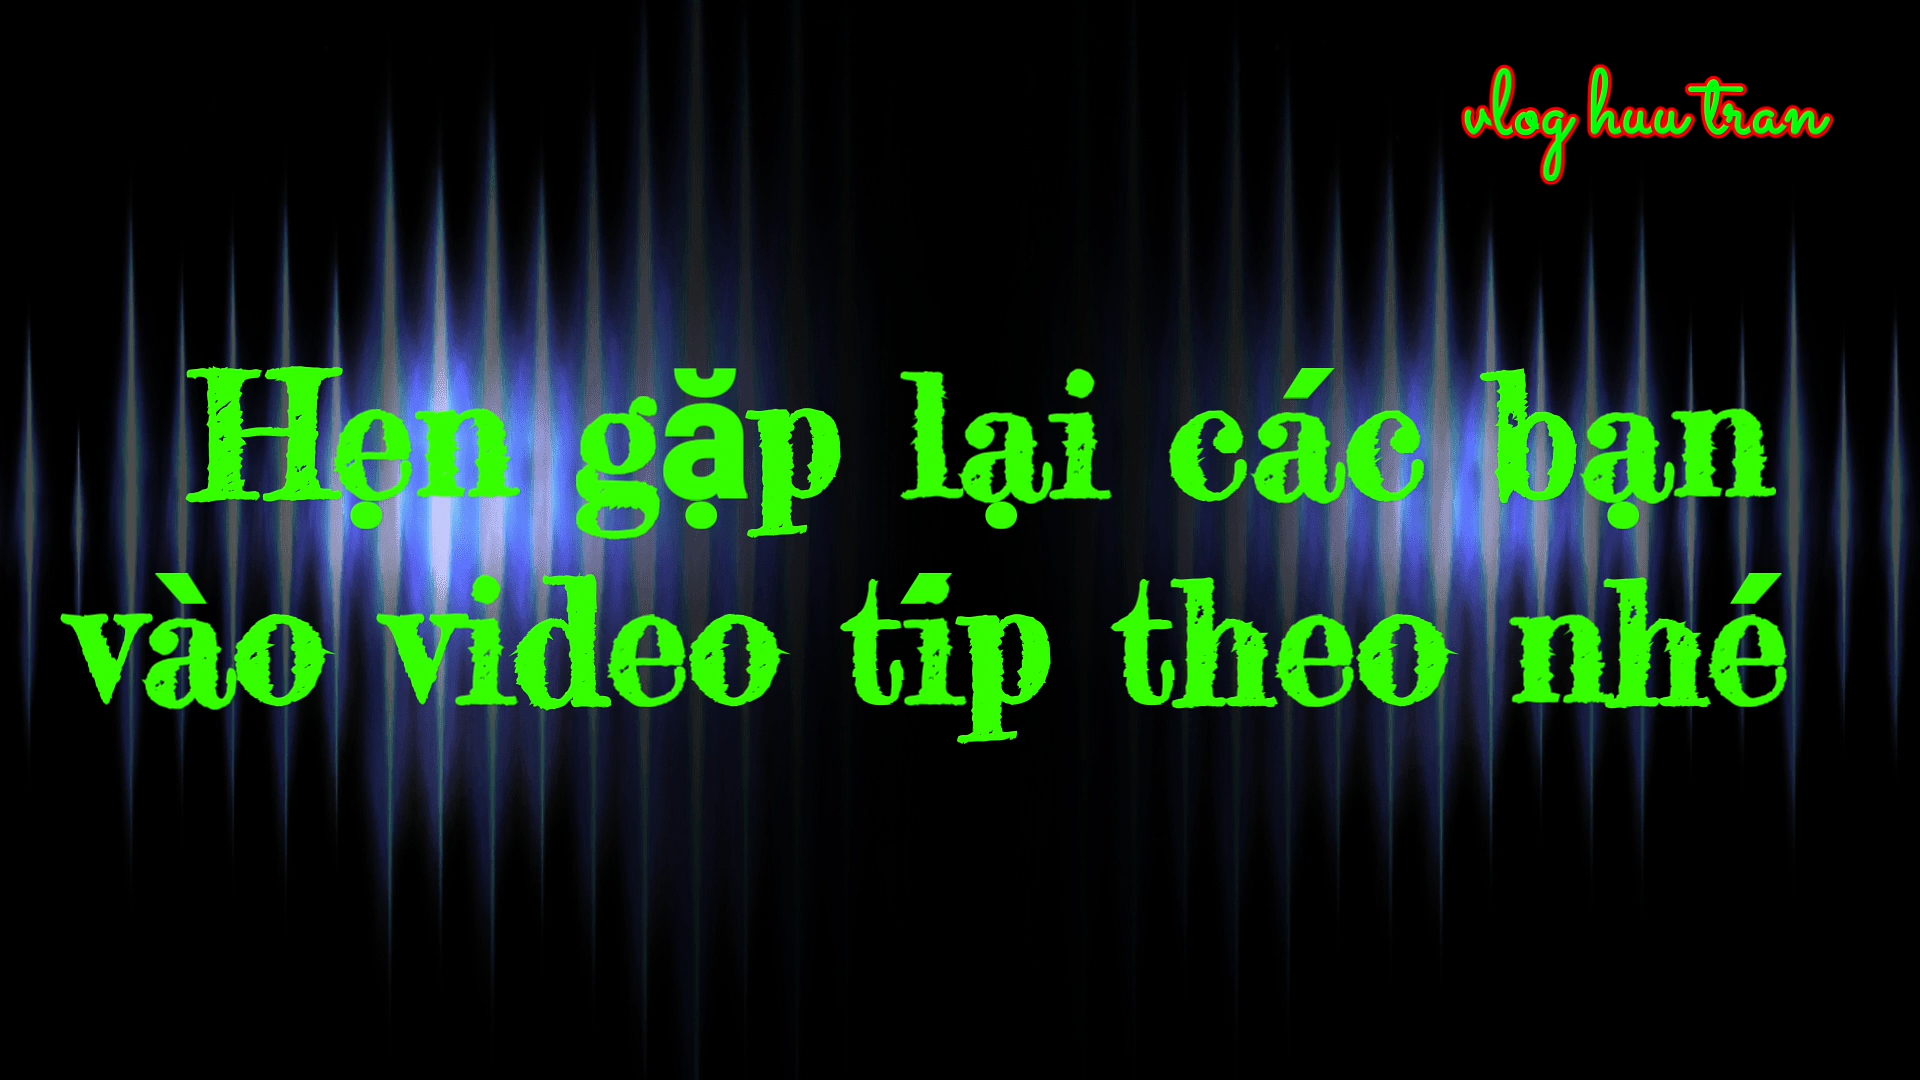 vlog huu tran
Hẹn gặp lại các bạn
vào video típ theo nhé